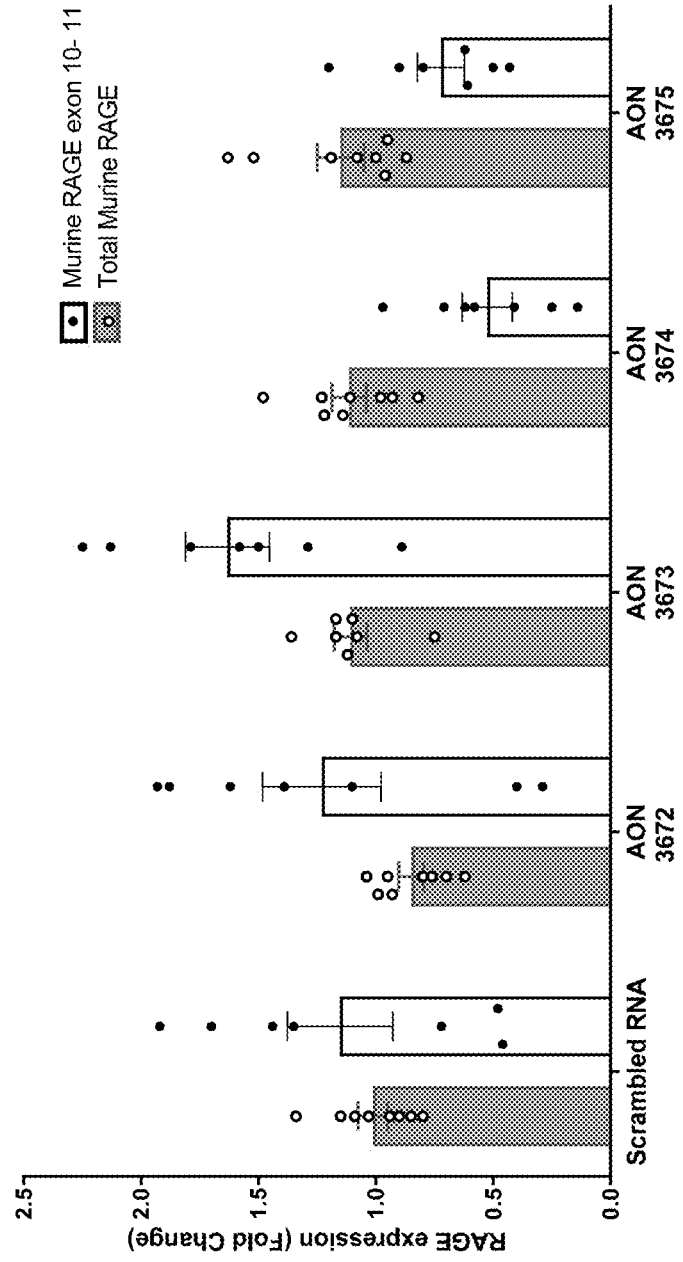 Murine RAGE exon 10- 11
Total Murine RAGE
RAGE expression (Fold Change)
2.5
2.0
1.5
1.0
0.5
0.0
Scrambled RNA
AON
3672
AON
3673
AON
3674
AON
3675